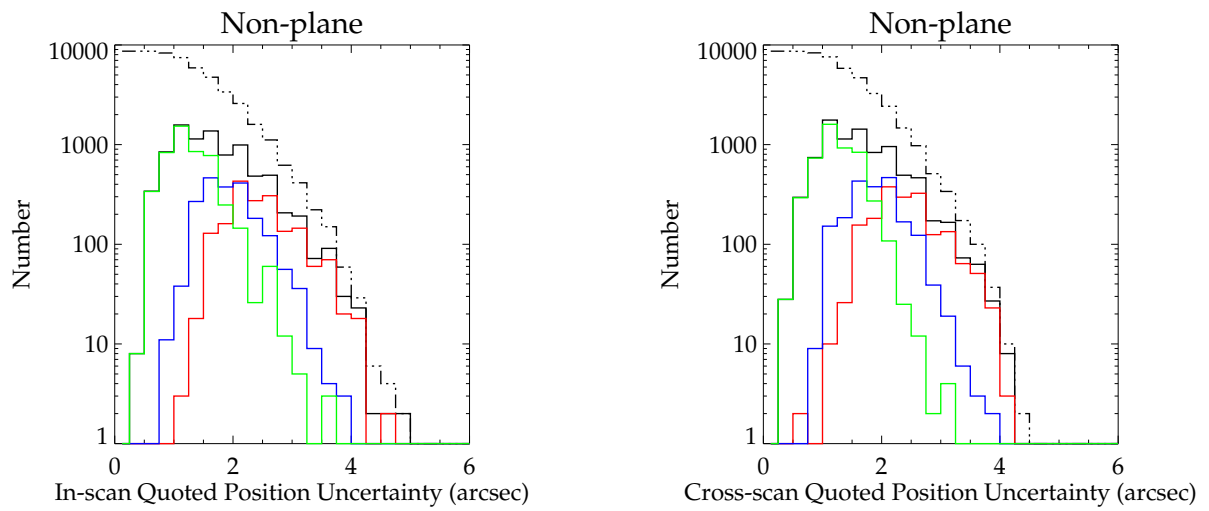 Non-plane
10000
1000
100
10
1
Number
0 2 4 6
In-scan Quoted Position Uncertainty (arcsec)
Non-plane
10000
1000
100
10
1
Number
0 2 4 6
Cross-scan Quoted Position Uncertainty (arcsec)